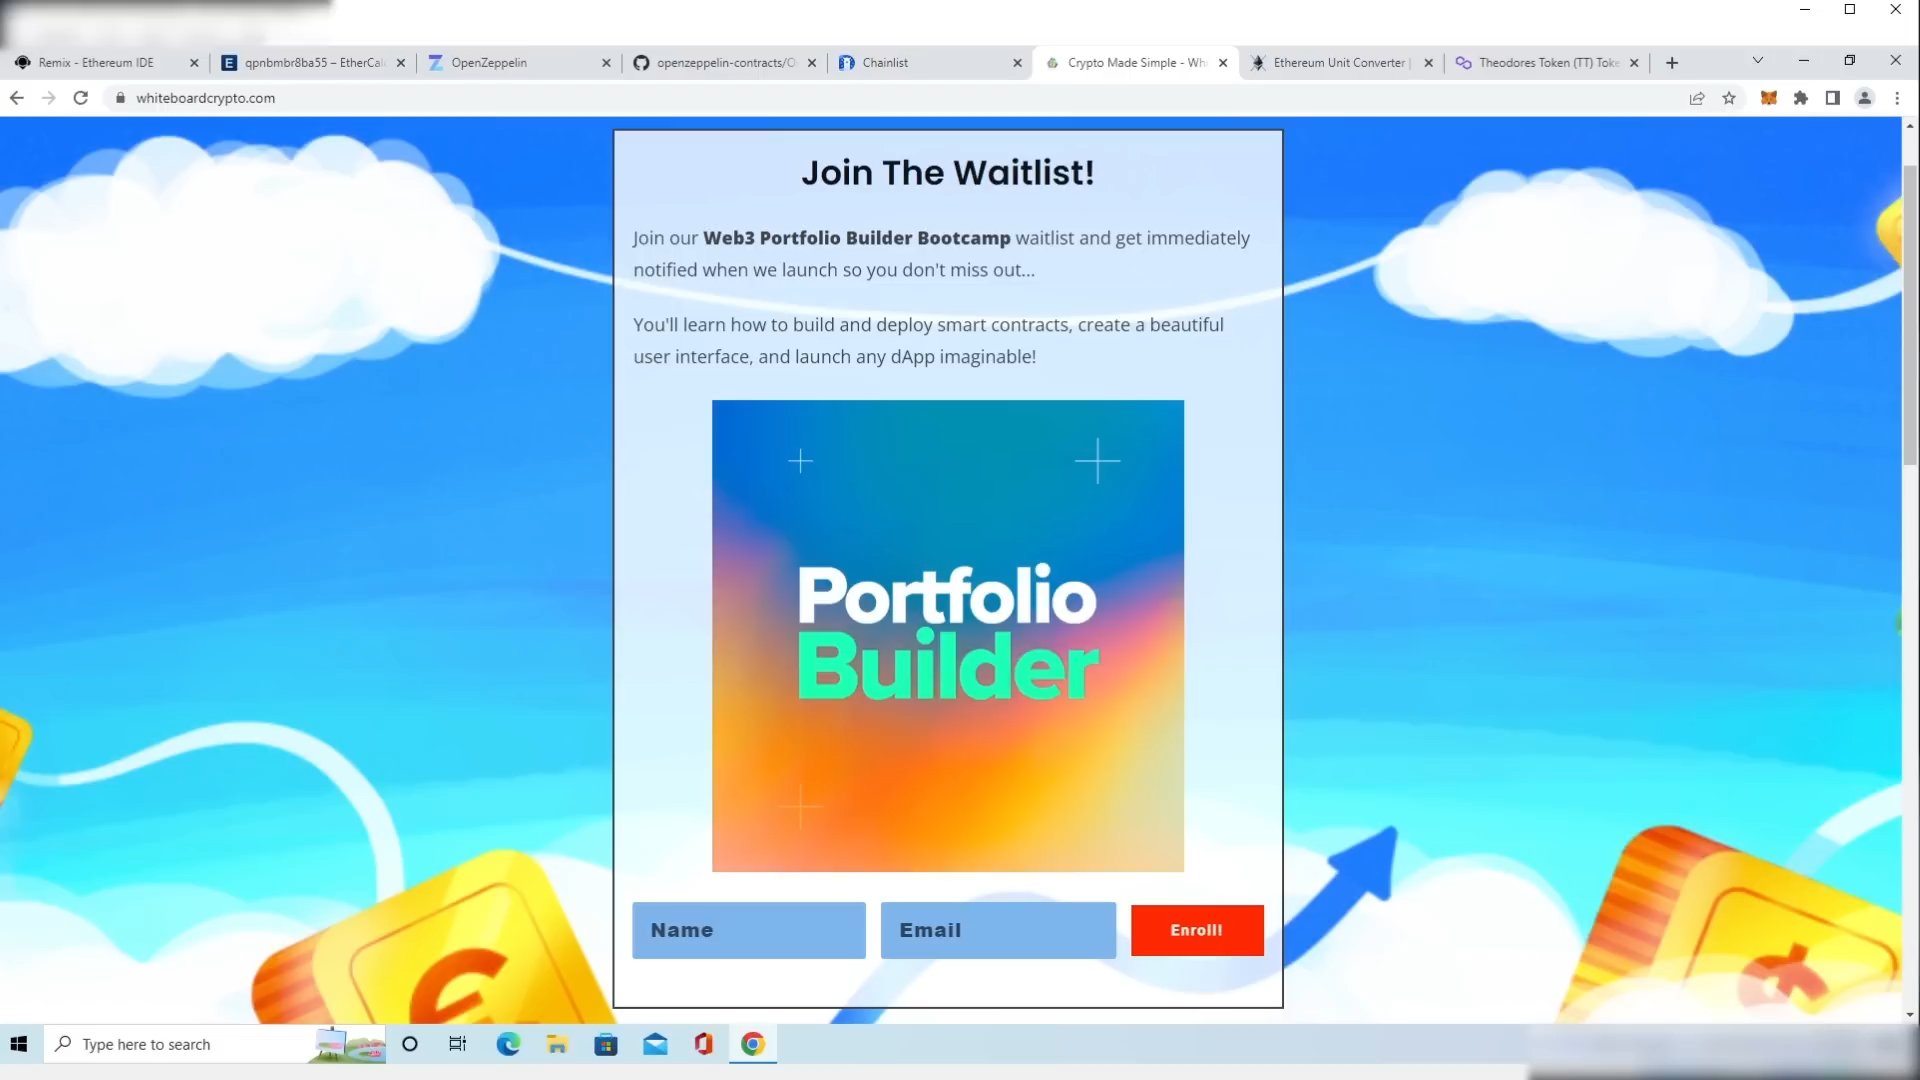 Remix - Ethereum IDE
qpnbmbr8ba55 – EtherCal
OpenZeppelin
openzeppelin-contracts/O
Chainlist
Crypto Made Simple - Wh
Ethereum Unit Converter |
Theodores Token (TT) Toke
whiteboardcrypto.com
Join The Waitlist!
Join our Web3 Portfolio Builder Bootcamp waitlist and get immediately
notified when we launch so you don't miss out...
You'll learn how to build and deploy smart contracts, create a beautiful
user interface, and launch any dApp imaginable!
Portfolio
Builder
Name
Email
Enroll!
Type here to search